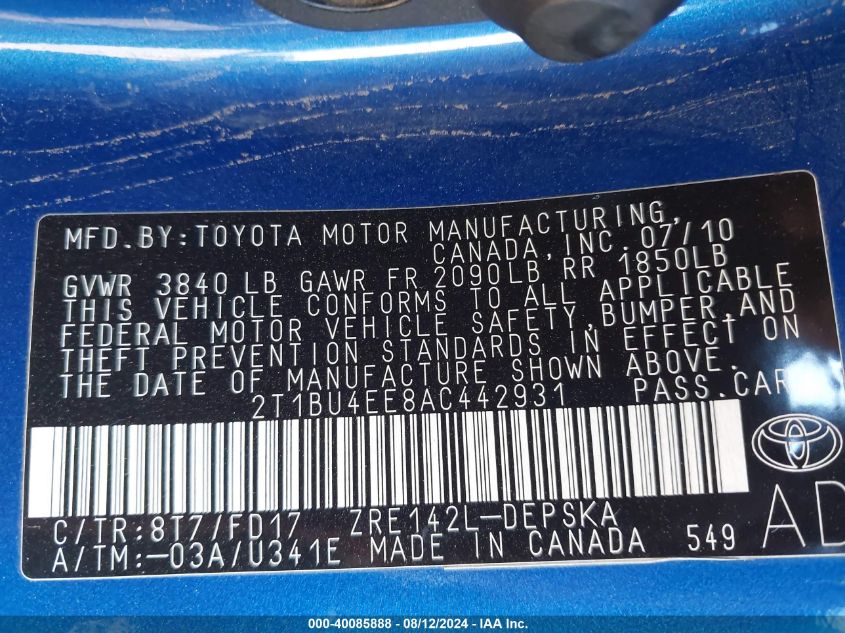 MFD.BY:TOYOTA MOTOR MANUFACTURING,
CANADA,INC. 07/10
GVWR 3840 LB GAWR FR 2090LB RR 1850LB
THIS VEHICLE CONFORMS TO ALL APPLICABLE
FEDERAL MOTOR VEHICLE SAFETY,BUMPER,AND
THEFT PREVENTION STANDARDS IN EFFECT ON
THE DATE OF MANUFACTURE SHOWN ABOVE.
2T1BU4EE8AC442931 PASS.CAR
C/TR:8T7/FD17 ZRE142L-DEPSKA AD
A/TM:-03A/U341E MADE IN CANADA 549
000-40085888 - 08/12/2024 - IAA Inc.